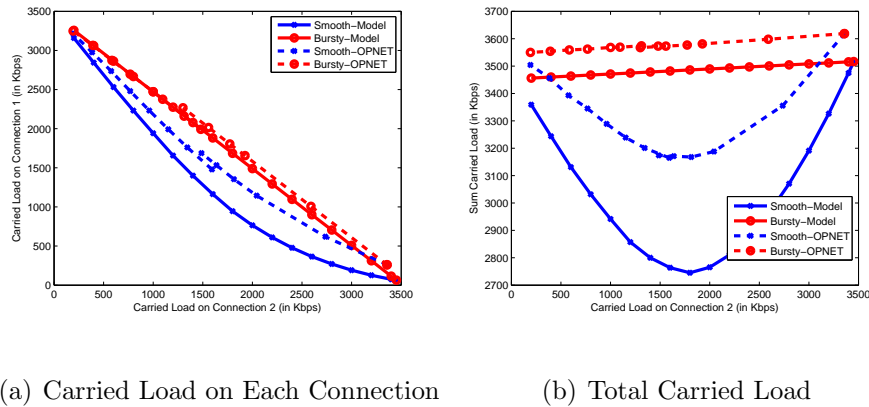 3500
3000
2500
2000
1500
1000
500
0
0 500 1000 1500 2000 2500 3000 3500
Carried Load on Connection 2 (in Kbps)
Carried Load on Connection 1 (in Kbps)
Smooth−Model
Bursty−Model
Smooth−OPNET
Bursty−OPNET
3700
3600
3500
3400
3300
3200
3100
3000
2900
2800
2700
0 500 1000 1500 2000 2500 3000 3500
Carried Load on Connection 2 (in Kbps)
Sum Carried Load (in Kbps)
Smooth−Model
Bursty−Model
Smooth−OPNET
Bursty−OPNET
(a) Carried Load on Each Connection
(b) Total Carried Load